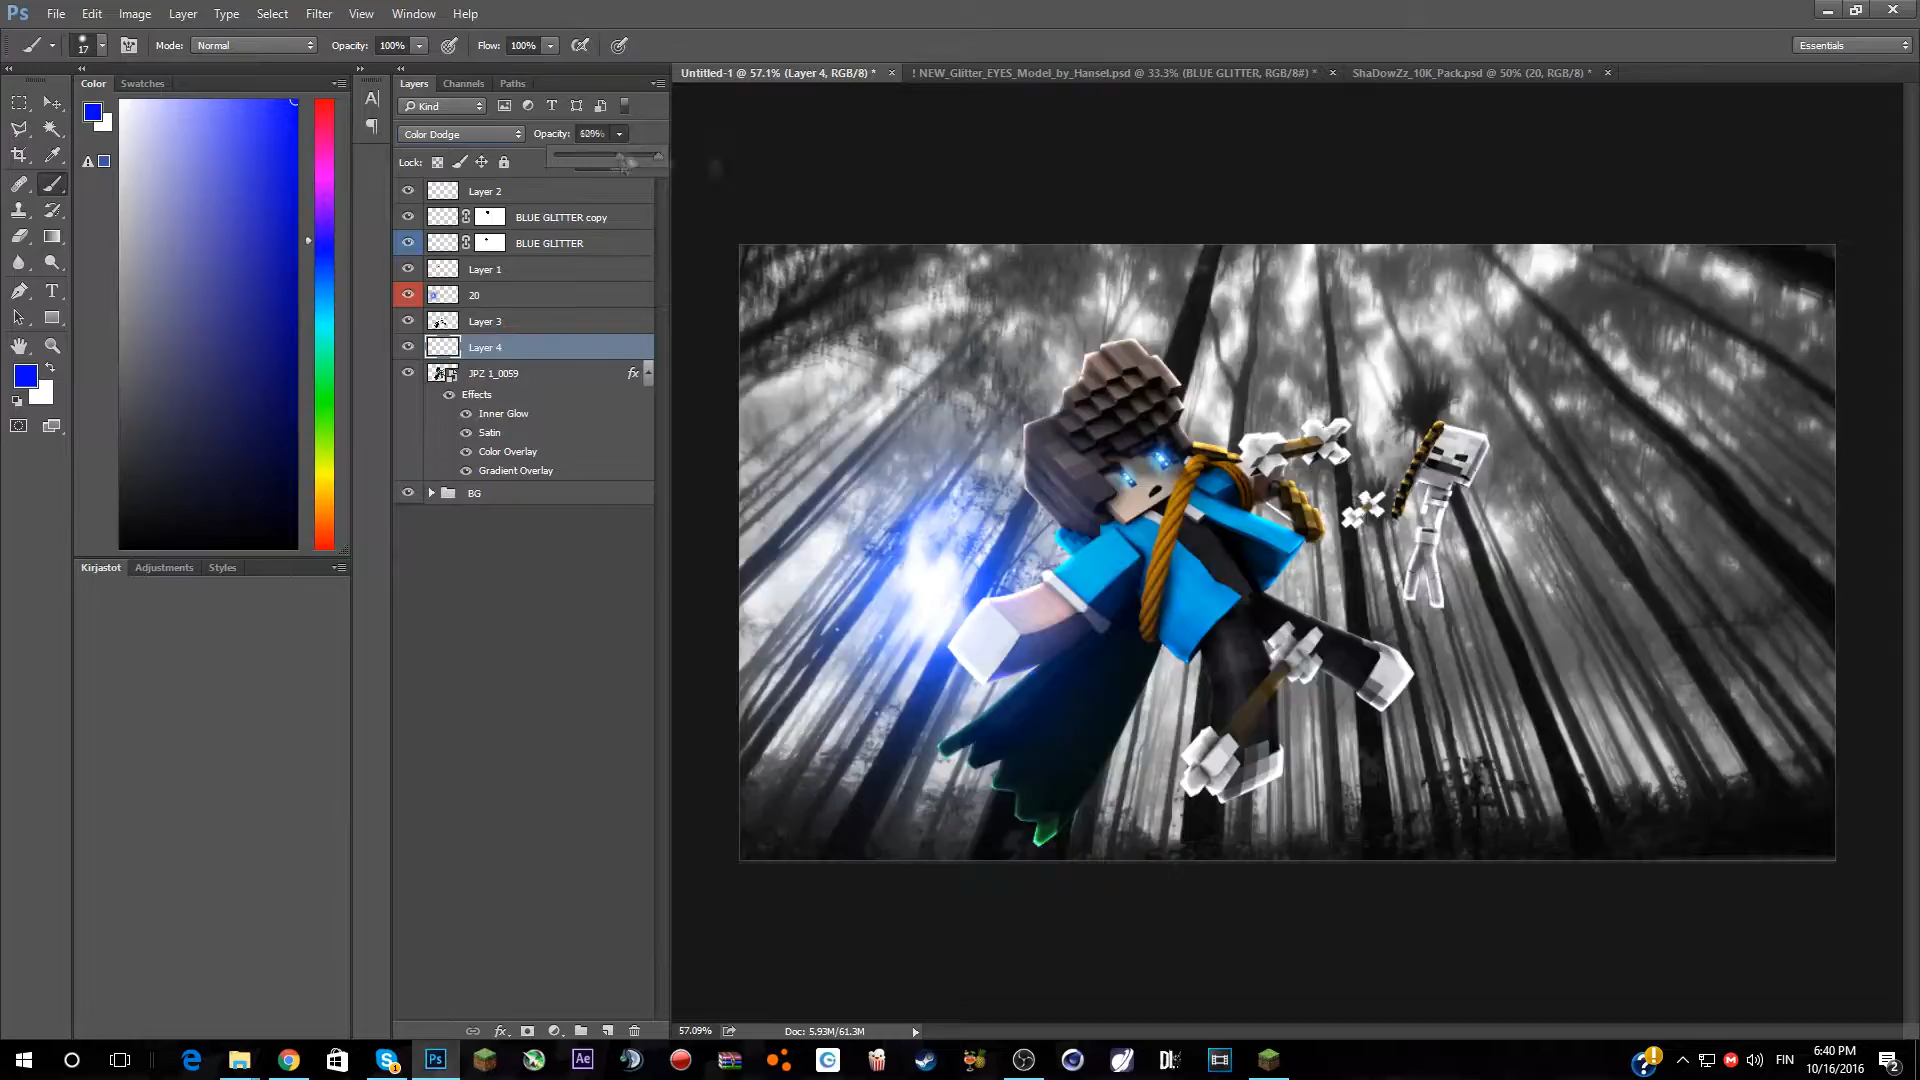 Ps File Edit Image Layer Type Select Filter 3D View Window Help
17 Mode: Normal Opacity: 100% Flow: 100% Essentials
Color Swatches
Layers Channels Paths
Untitled-1 @ 57.1% (Layer 4, RGB/8) * × ! NEW_Glitter_EYES_Model_by_Hansel.psd @ 33.3% (BLUE GLITTER, RGB/8#) * × ShaDowZz_10K_Pack.psd @ 50% (20, RGB/8) * ×
Kind
Color Dodge Opacity:
Lock:
Layer 2
BLUE GLITTER copy
BLUE GLITTER
Layer 1
20
Layer 3
Layer 4
JPZ 1_0059 fx
Effects
Inner Glow
Satin
Color Overlay
Gradient Overlay
BG
Kirjastot Adjustments Styles
57.09% Doc: 5.93M/61.3M
FIN 6:40 PM
10/16/2016